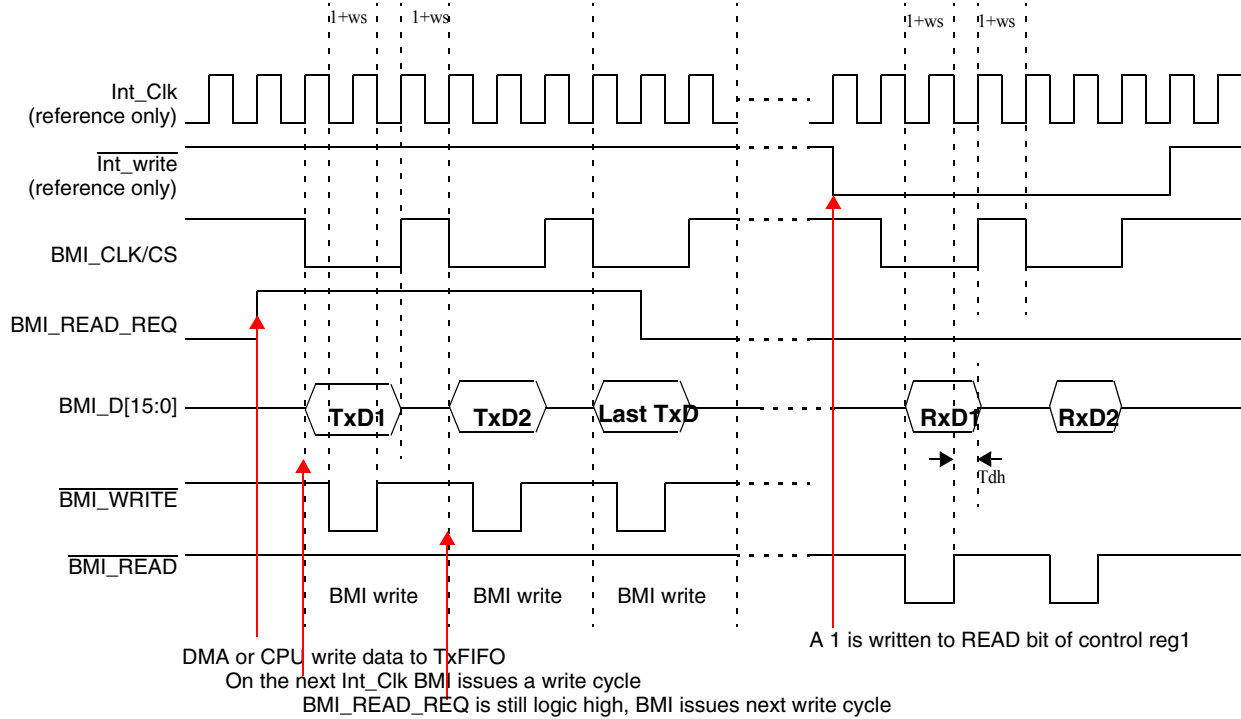 1+ws 1+ws 1+ws 1+ws
Int_Clk
(reference only)
Int_write
(reference only)
BMI_CLK/CS
BMI_READ_REQ
BMI_D[15:0] TxD1 TxD2 Last TxD RxD1 RxD2
Tdh
BMI_WRITE
BMI_READ
BMI write BMI write BMI write
A 1 is written to READ bit of control reg1
DMA or CPU write data to TxFIFO
On the next Int_Clk BMI issues a write cycle
BMI_READ_REQ is still logic high, BMI issues next write cycle